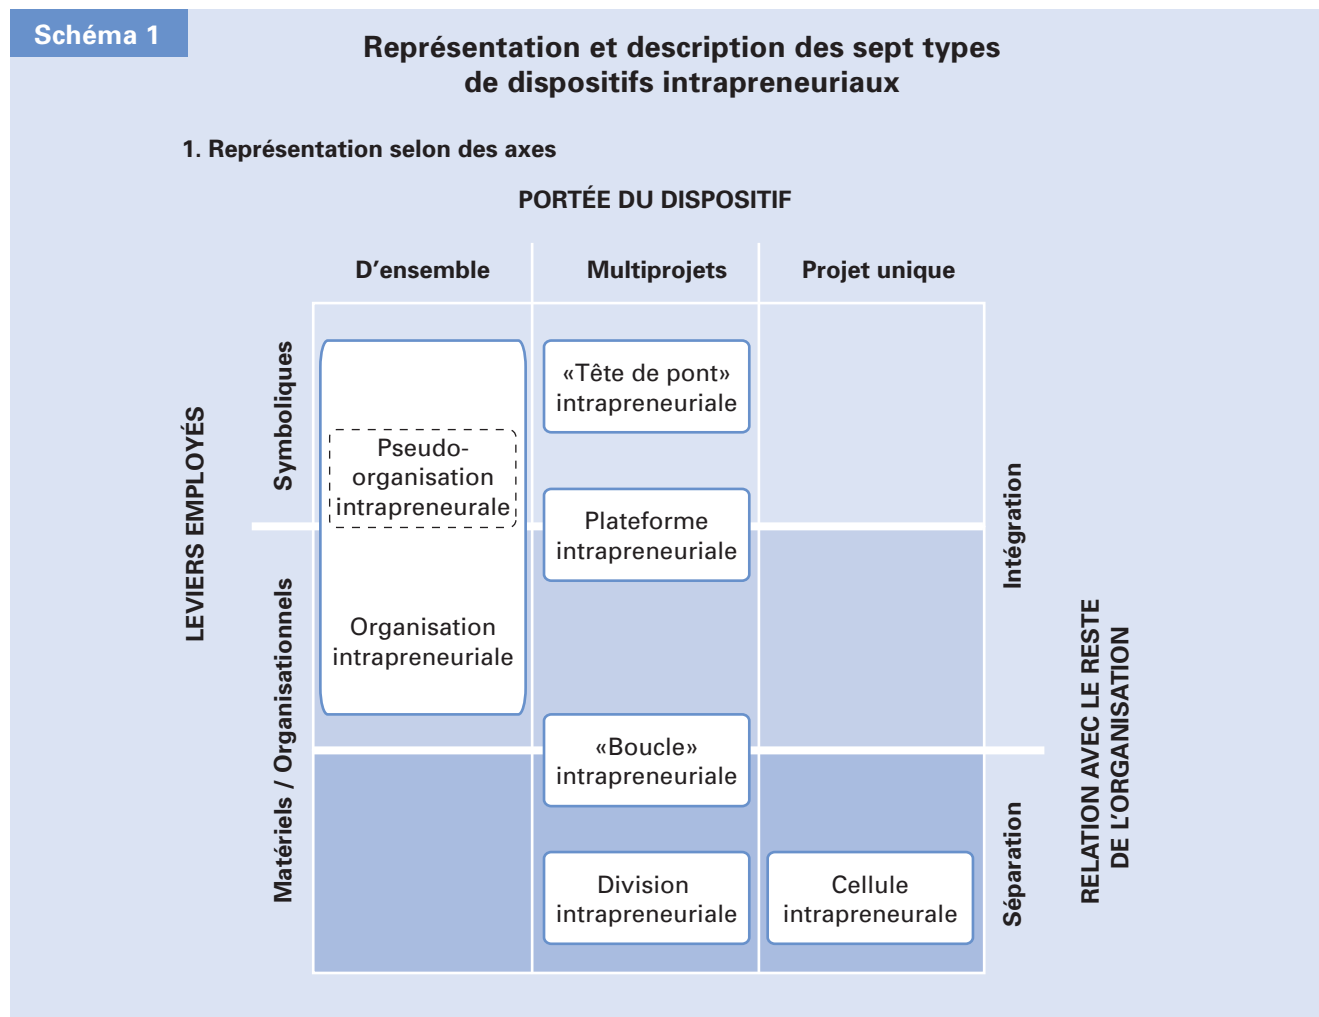 Schéma 1
Représentation et description des sept types
de dispositifs intrapreneuriaux
1. Représentation selon des axes
PORTÉE DU DISPOSITIF
D'ensemble
Multiprojets
Projet unique
LEVIERS EMPLOYÉS
Symboliques
Matériels / Organisationnels
Pseudo-
organisation
intrapreneurale
Organisation
intrapreneuriale
«Tête de pont»
intrapreneuriale
Plateforme
intrapreneuriale
«Boucle»
intrapreneuriale
Division
intrapreneuriale
Cellule
intrapreneurale
Intégration
Séparation
RELATION AVEC LE RESTE
DE L'ORGANISATION